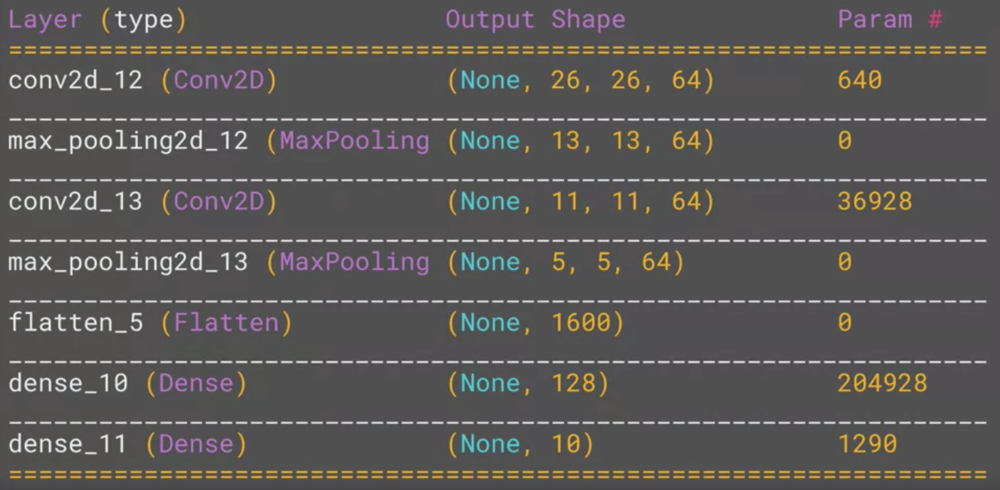 Layer (type) Output Shape Param #
=================================================================
conv2d_12 (Conv2D) (None, 26, 26, 64) 640
_________________________________________________________________
max_pooling2d_12 (MaxPooling (None, 13, 13, 64) 0
_________________________________________________________________
conv2d_13 (Conv2D) (None, 11, 11, 64) 36928
_________________________________________________________________
max_pooling2d_13 (MaxPooling (None, 5, 5, 64) 0
_________________________________________________________________
flatten_5 (Flatten) (None, 1600) 0
_________________________________________________________________
dense_10 (Dense) (None, 128) 204928
_________________________________________________________________
dense_11 (Dense) (None, 10) 1290
=================================================================